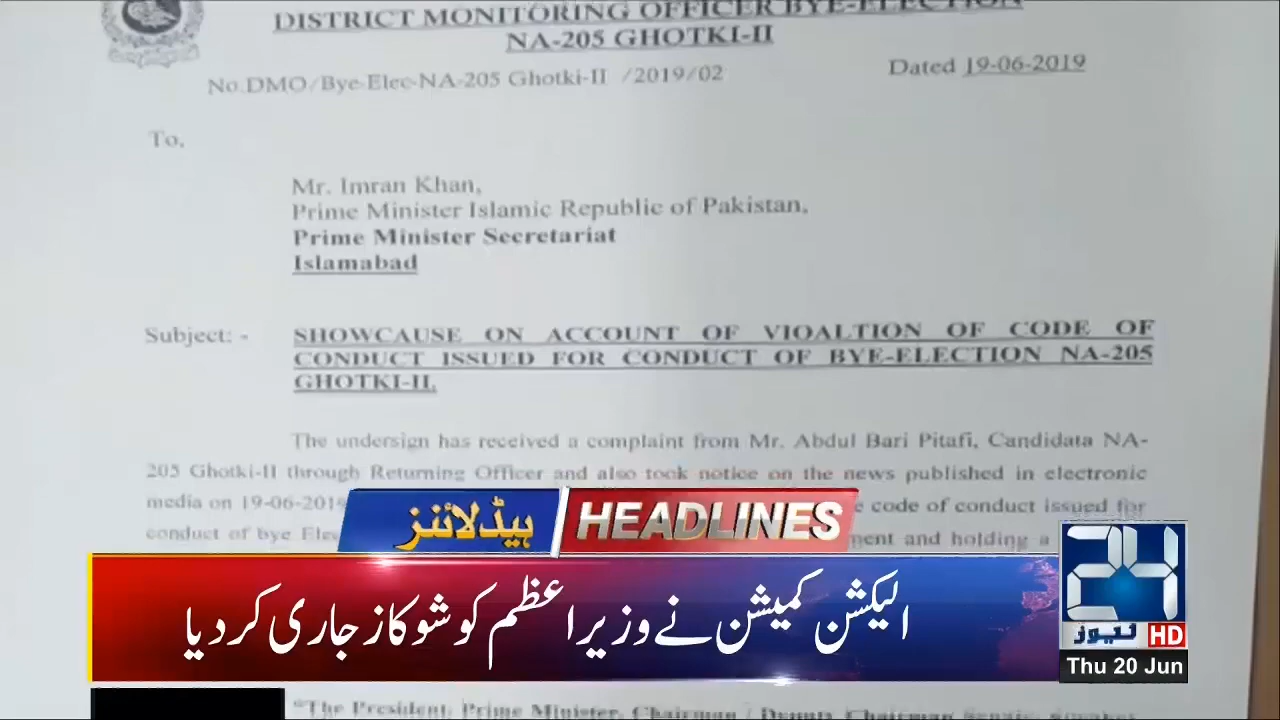 DISTRICT MONITORING OFFICER BYE-ELECTION
NA-205 GHOTKI-II
No.DMO/Bye-Elec-NA-205 Ghotki-II /2019/02
Dated 19-06-2019
To,
Mr. Imran Khan,
Prime Minister Islamic Republic of Pakistan,
Prime Minister Secretariat
Islamabad
Subject: - SHOWCAUSE ON ACCOUNT OF VIOALTION OF CODE OF
CONDUCT ISSUED FOR CONDUCT OF BYE-ELECTION NA-205
GHOTKI-II.
The undersign has received a complaint from Mr. Abdul Bari Pitafi, Candidata NA-
205 Ghotki-II through Returning Officer and also took notice on the news published in electronic
media on 19-06-201 code of conduct issued for
conduct of bye Elec and holding a
ہیڈلائنز HEADLINES
الیکشن کمیشن نے وزیراعظم کو شوکاز جاری کردیا
24
نیوز HD
Thu 20 Jun
"The President, Prime Minister, Chairman / Deputy Chairman Senate,